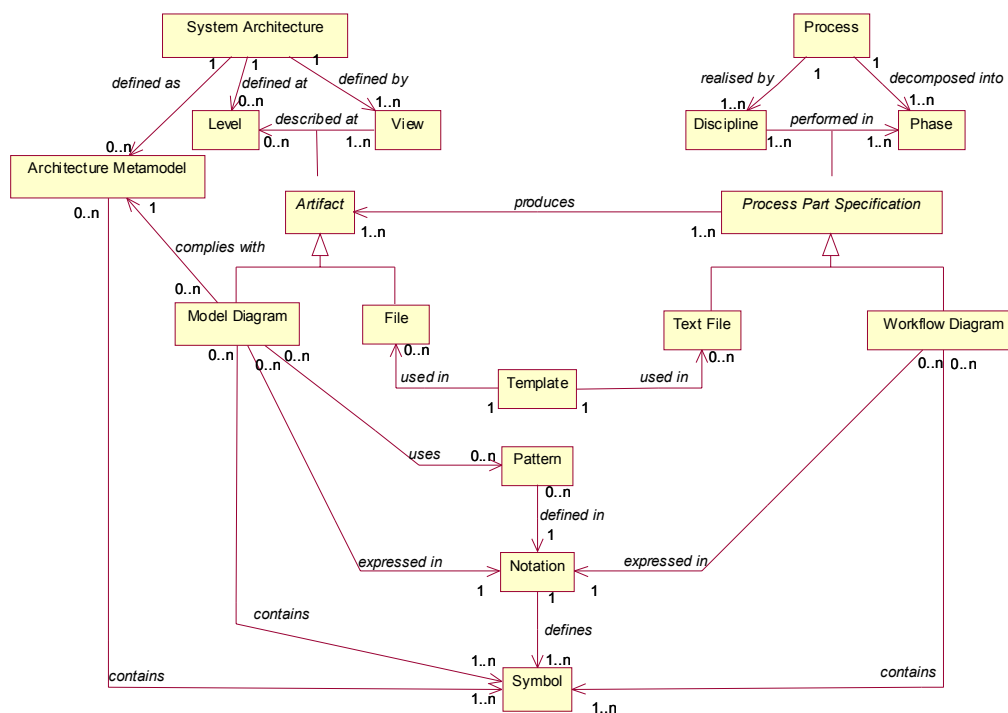 System Architecture
Process
1 1 1
1 1
defined as
defined at
defined by
realised by
decomposed into
0..n
1..n
1..n
1..n
Level
described at
View
Discipline
performed in
Phase
0..n
1..n
1..n
1..n
0..n
Architecture Metamodel
0..n
1
Artifact
produces
Process Part Specification
1..n
1..n
complies with
0..n
Model Diagram
File
Text File
Workflow Diagram
0..n 0..n 0..n
0..n
0..n
0..n 0..n
used in
Template
used in
1
1
uses
0..n
Pattern
0..n
defined in
1
expressed in
Notation
expressed in
1
1
1
contains
defines
1..n
1..n
contains
Symbol
contains
1..n
1..n